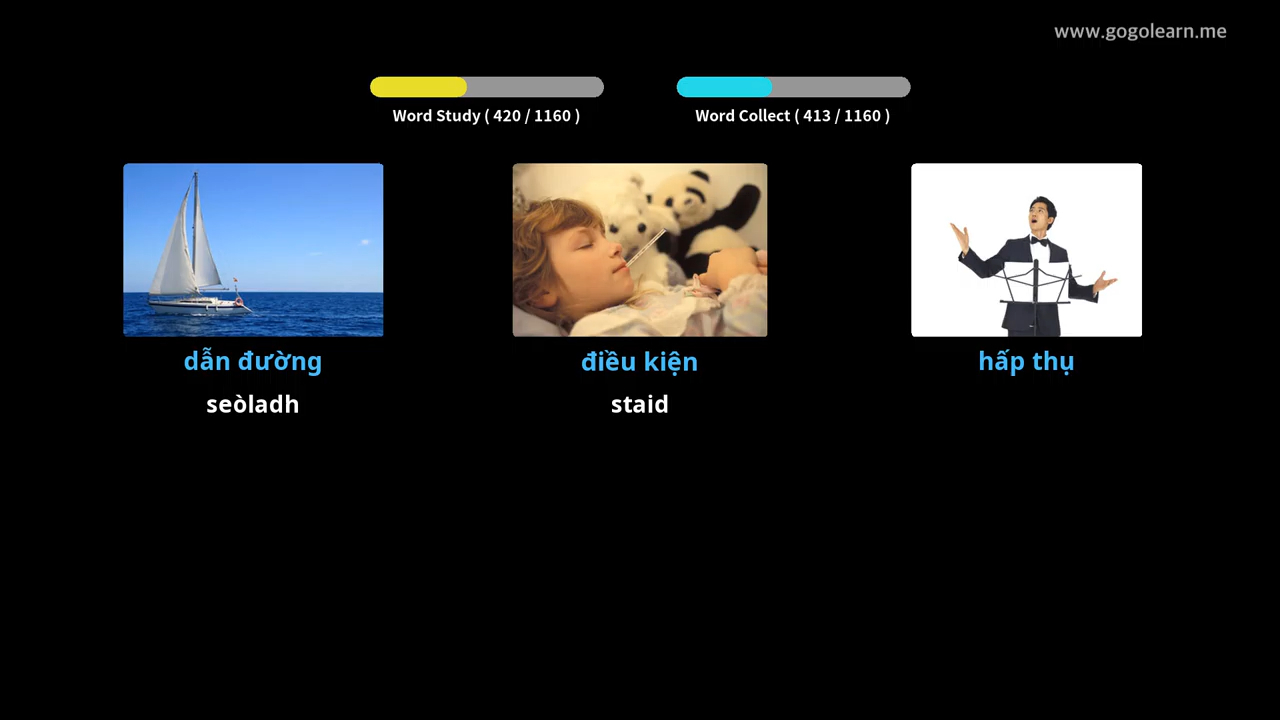 www.gogolearn.me
Word Study ( 420 / 1160 )
Word Collect ( 413 / 1160 )
dẫn đường
điều kiện
hấp thụ
seòladh
staid